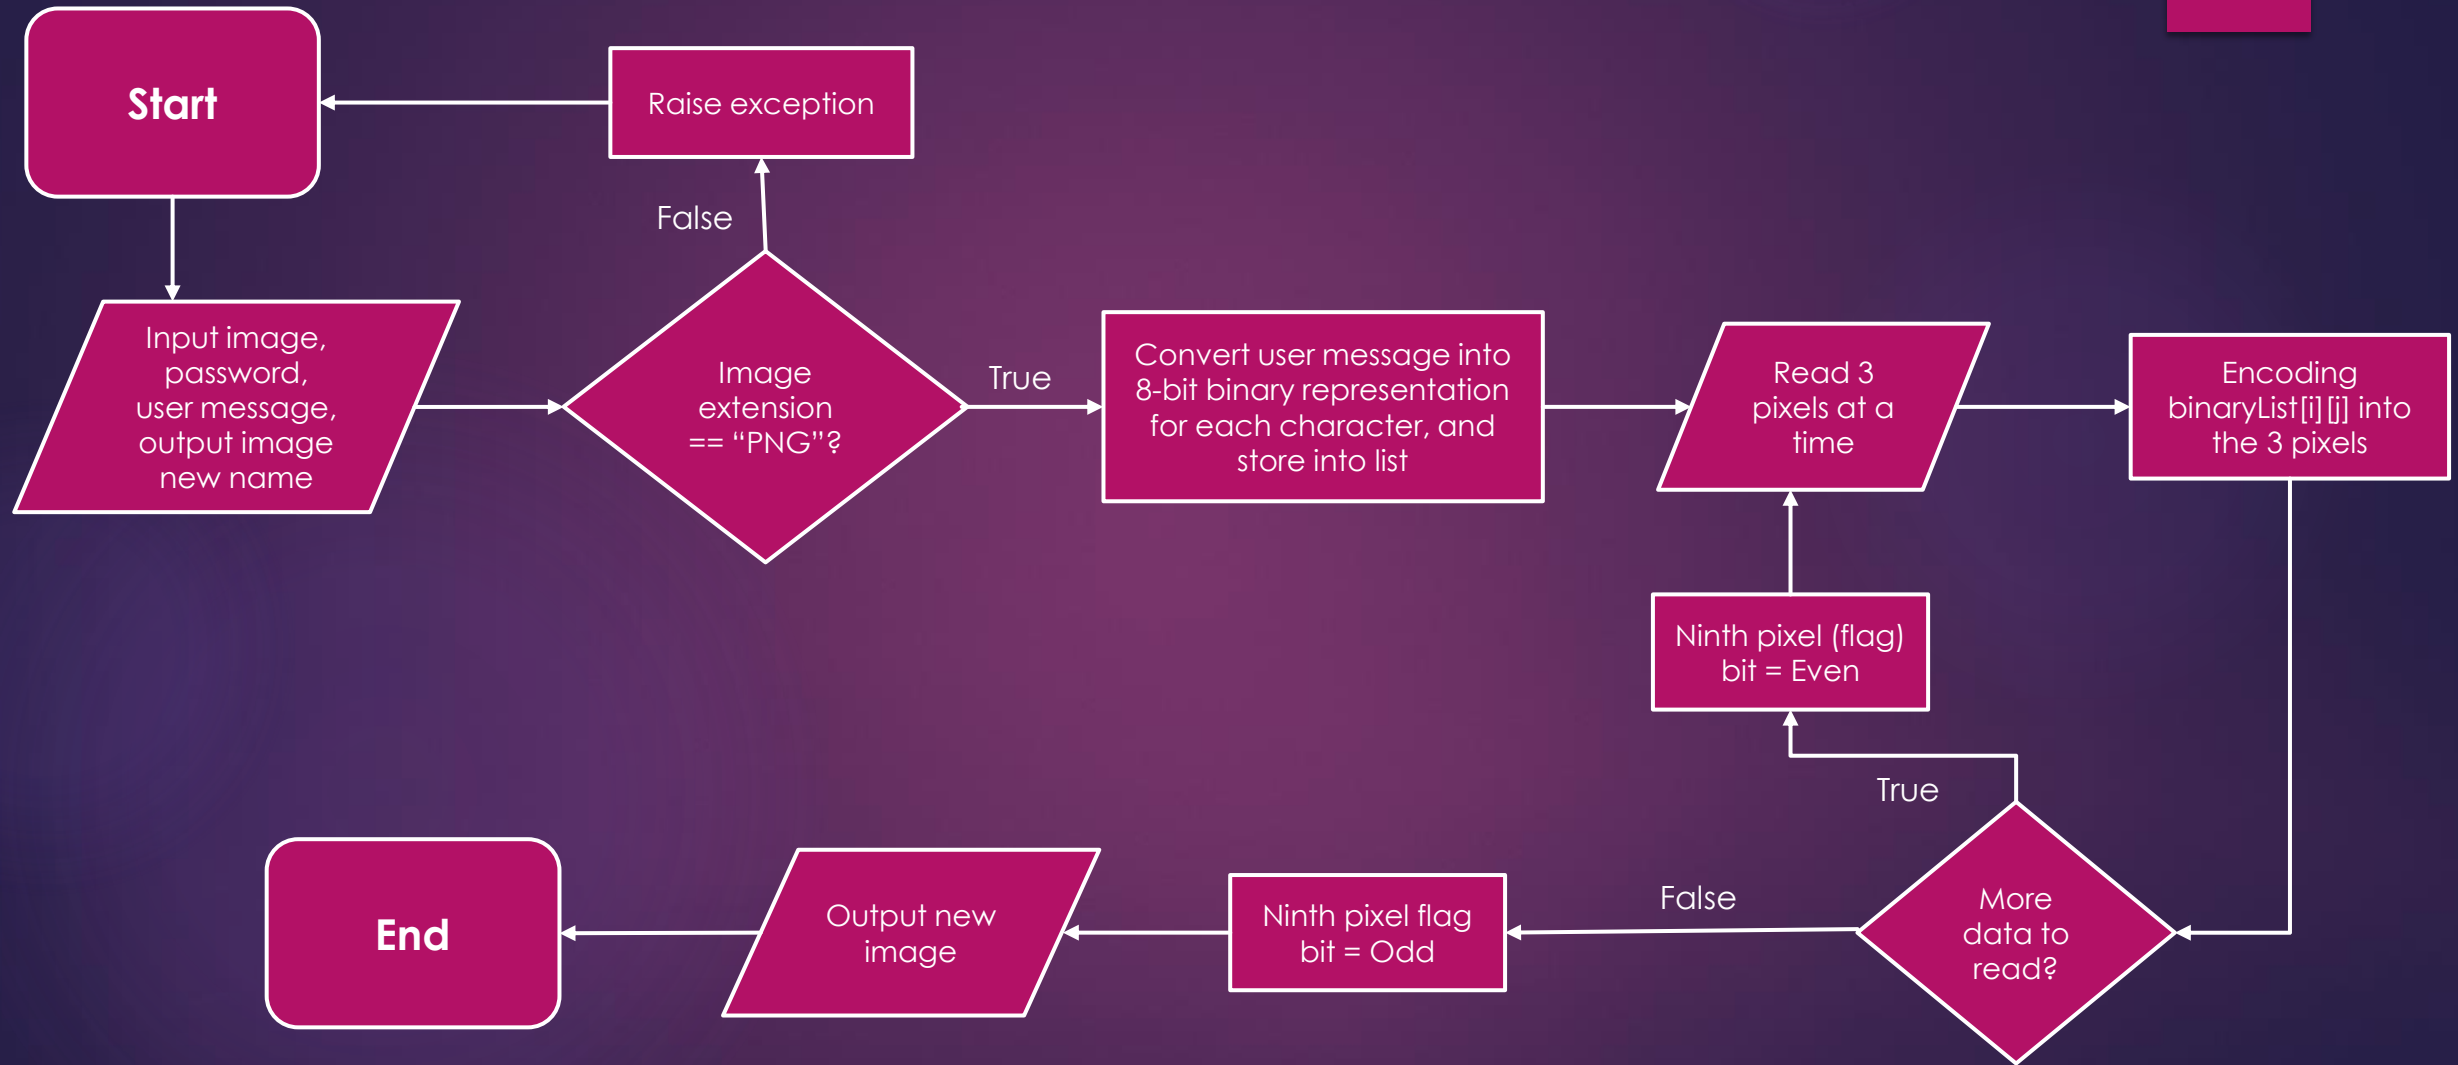 Start
Raise exception
False
Input image,
password,
user message,
output image
new name
Image
extension
== “PNG”?
True
Convert user message into
8-bit binary representation
for each character, and
store into list
Read 3
pixels at a
time
Encoding
binaryList[i][j] into
the 3 pixels
Ninth pixel (flag)
bit = Even
True
More
data to
read?
False
Ninth pixel flag
bit = Odd
Output new
image
End